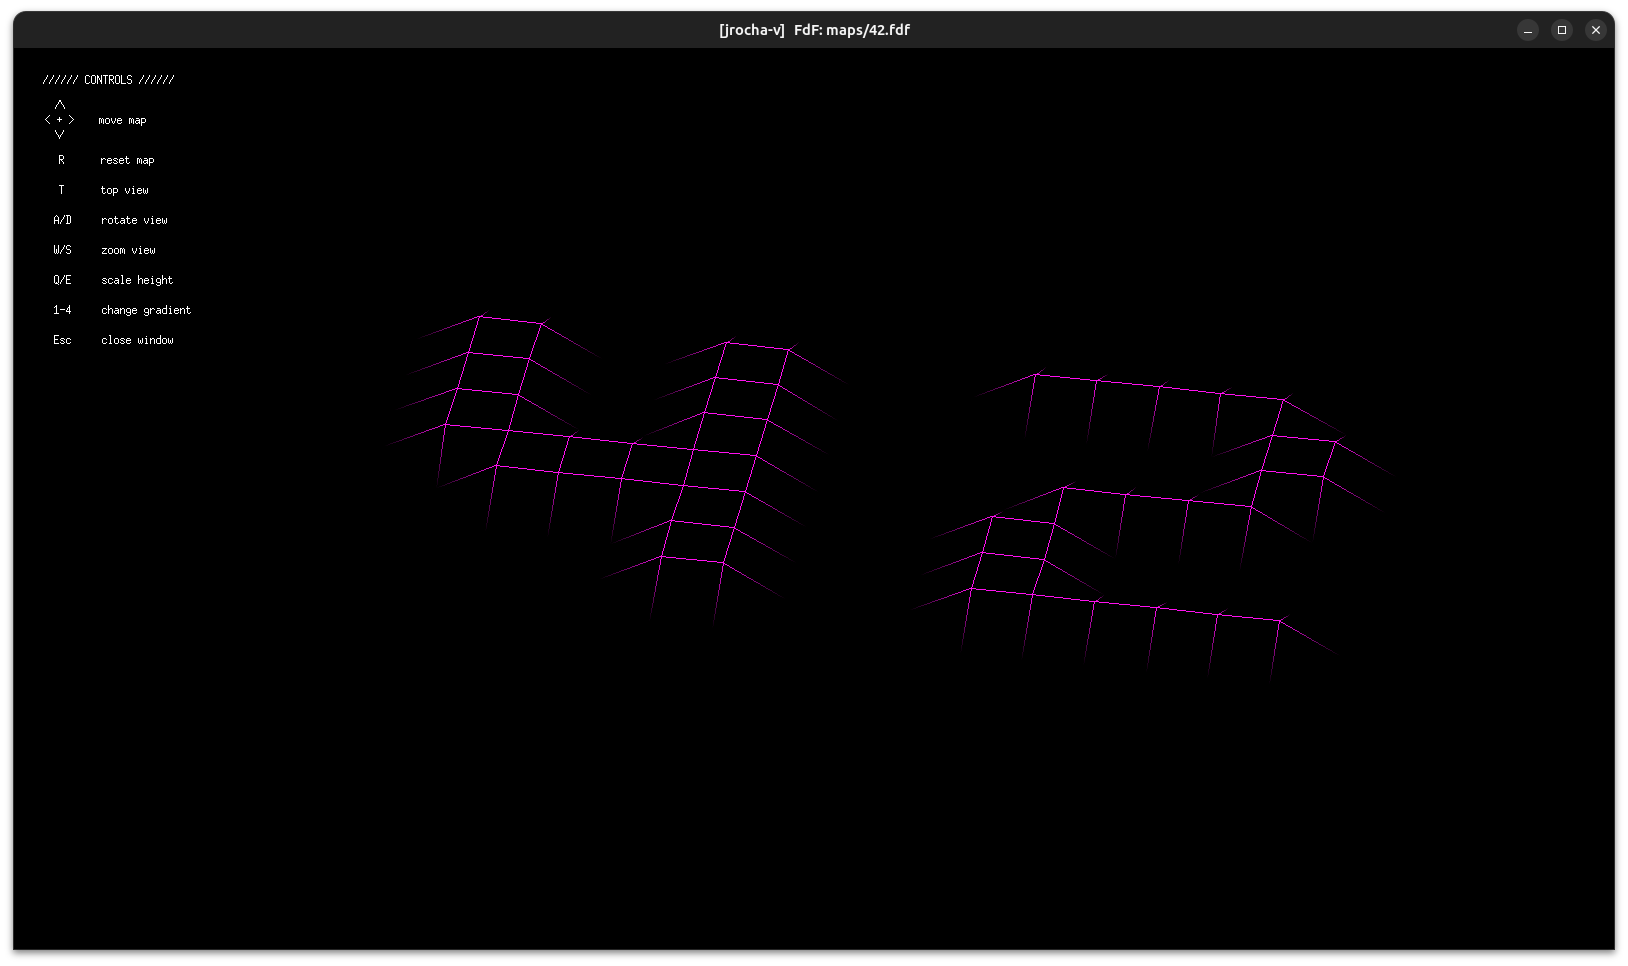 [jrocha-v] FdF: maps/42.fdf
////// CONTROLS //////
< + > move map
R reset map
T top view
A/D rotate view
W/S zoom view
Q/E scale height
1-4 change gradient
Esc close window
42